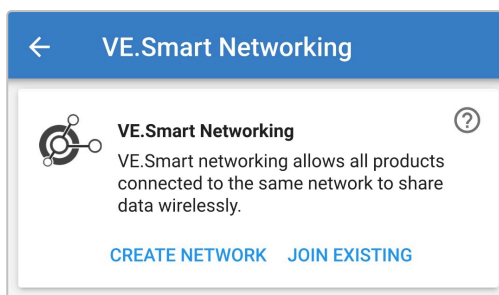 VE.Smart Networking
VE.Smart Networking
VE.Smart networking allows all products
connected to the same network to share
data wirelessly.
CREATE NETWORK JOIN EXISTING